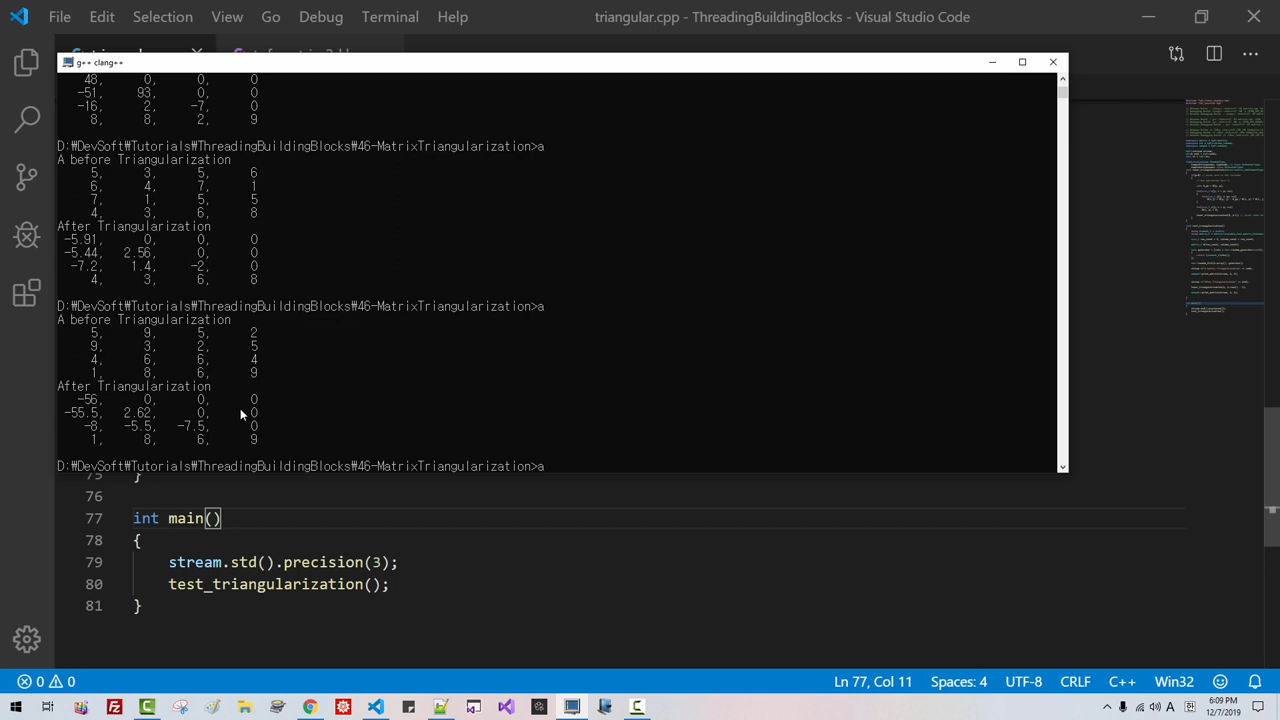 File Edit Selection View Go Debug Terminal Help triangular.cpp - ThreadingBuildingBlocks - Visual Studio Code
g++ clang++
48, 0, 0, 0
-51, 93, 0, 0
-16, 2, -7, 0
8, 8, 2, 9
D:₩DevSoft₩Tutorials₩ThreadingBuildingBlocks₩46-MatrixTriangularization>a
A before Triangularization
5, 3, 5, 6
6, 4, 7, 1
7, 1, 5, 5
4, 3, 6, 8
After Triangularization
-5.91, 0, 0, 0
-5.44, 2.56, 0, 0
-7.2, 1.4, -2, 0
4, 3, 6, 8
D:₩DevSoft₩Tutorials₩ThreadingBuildingBlocks₩46-MatrixTriangularization>a
A before Triangularization
5, 9, 5, 2
9, 3, 2, 5
4, 6, 6, 4
1, 8, 6, 9
After Triangularization
-56, 0, 0, 0
-55.5, 2.62, 0, 0
-8, -5.5, -7.5, 0
1, 8, 6, 9
D:₩DevSoft₩Tutorials₩ThreadingBuildingBlocks₩46-MatrixTriangularization>a
75 }
76
77 int main()
78 {
79 stream.std().precision(3);
80 test_triangularization();
81 }
0 0 Ln 77, Col 11 Spaces: 4 UTF-8 CRLF C++ Win32
A 6:09 PM
12/7/2019